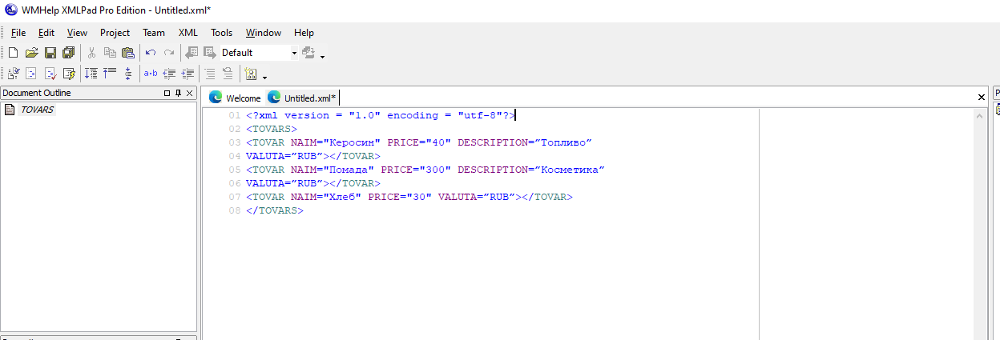 WMHelp XMLPad Pro Edition - Untitled.xml*
File Edit View Project Team XML Tools Window Help
Default
a·b
Document Outline
TOVARS
Welcome Untitled.xml*
01 <?xml version = "1.0" encoding = "utf-8"?>
02 <TOVARS>
03 <TOVAR NAIM="Керосин" PRICE="40" DESCRIPTION=”Топливо”
04 VALUTA=”RUB”></TOVAR>
05 <TOVAR NAIM="Помада" PRICE="300" DESCRIPTION=”Косметика”
06 VALUTA=”RUB”></TOVAR>
07 <TOVAR NAIM="Хлеб" PRICE="30" VALUTA=”RUB”></TOVAR>
08 </TOVARS>